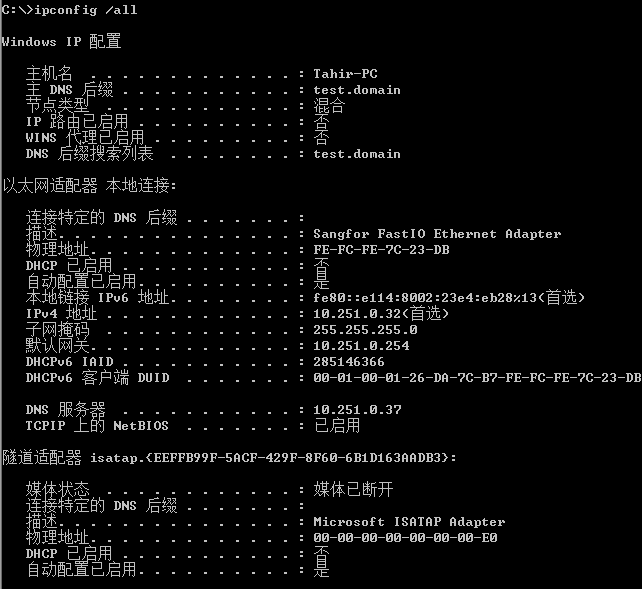 C:\>ipconfig /all
Windows IP 配置
主机名 . . . . . . . . . . . . . : Tahir-PC
主 DNS 后缀 . . . . . . . . . . . : test.domain
节点类型 . . . . . . . . . . . . : 混合
IP 路由已启用 . . . . . . . . . . : 否
WINS 代理已启用 . . . . . . . . . : 否
DNS 后缀搜索列表 . . . . . . . . : test.domain
以太网适配器 本地连接:
连接特定的 DNS 后缀 . . . . . . . :
描述. . . . . . . . . . . . . . . : Sangfor FastIO Ethernet Adapter
物理地址. . . . . . . . . . . . . : FE-FC-FE-7C-23-DB
DHCP 已启用 . . . . . . . . . . . : 否
自动配置已启用. . . . . . . . . . : 是
本地链接 IPv6 地址. . . . . . . . : fe80::e114:8002:23e4:eb28%13(首选)
IPv4 地址 . . . . . . . . . . . . : 10.251.0.32(首选)
子网掩码 . . . . . . . . . . . . : 255.255.255.0
默认网关. . . . . . . . . . . . . : 10.251.0.254
DHCPv6 IAID . . . . . . . . . . . : 285146366
DHCPv6 客户端 DUID . . . . . . . : 00-01-00-01-26-DA-7C-B7-FE-FC-FE-7C-23-DB
DNS 服务器 . . . . . . . . . . . : 10.251.0.37
TCPIP 上的 NetBIOS . . . . . . . : 已启用
隧道适配器 isatap.{EEFFB99F-5ACF-429F-8F60-6B1D163AADB3}:
媒体状态 . . . . . . . . . . . . : 媒体已断开
连接特定的 DNS 后缀 . . . . . . . :
描述. . . . . . . . . . . . . . . : Microsoft ISATAP Adapter
物理地址. . . . . . . . . . . . . : 00-00-00-00-00-00-00-E0
DHCP 已启用 . . . . . . . . . . . : 否
自动配置已启用. . . . . . . . . . : 是